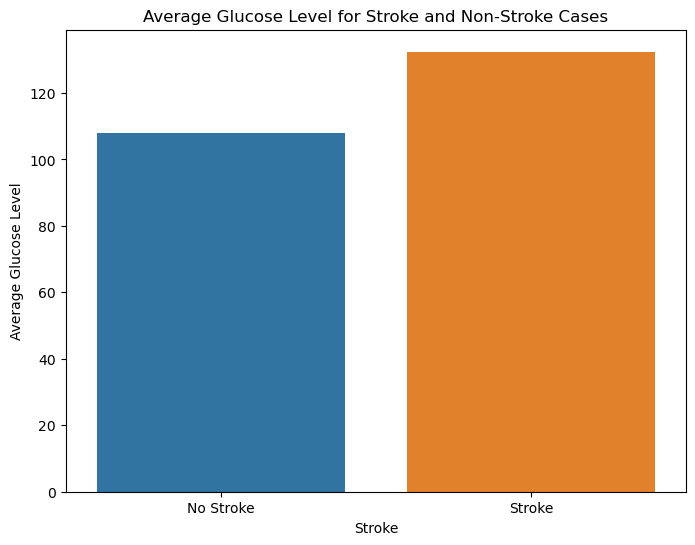 Average Glucose Level for Stroke and Non-Stroke Cases
Average Glucose Level
120
100
80
60
40
20
0
No Stroke
Stroke
Stroke